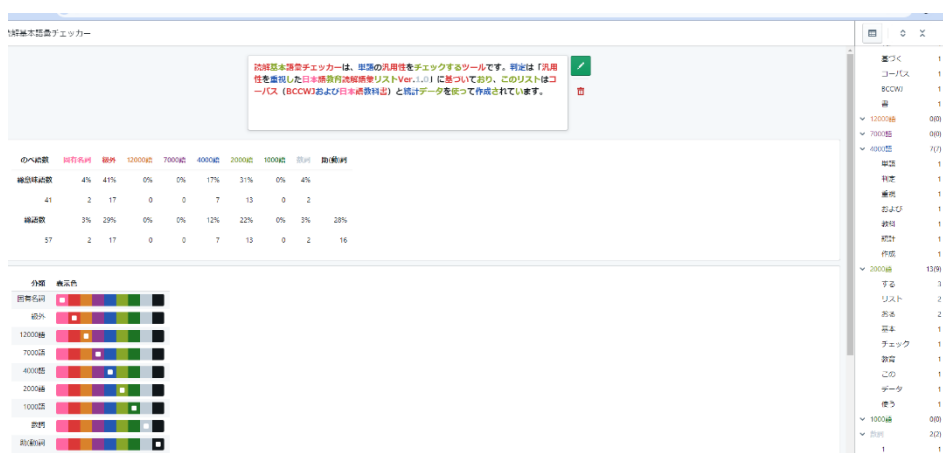 読解基本語彙チェッカー
読解基本語彙チェッカーは、単語の汎用性をチェックするツールです。判定は「汎用
性を重視した日本語教育読解語彙リストVer.1.0」に基づいており、このリストはコ
ーパス（BCCWJおよび日本語教科書）と統計データを使って作成されています。
のべ語数 固有名詞 級外 12000語 7000語 4000語 2000語 1000語 数詞 助(動)詞
総意味語数 4% 41% 0% 0% 17% 31% 0% 4%
41 2 17 0 0 7 13 0 2
総語数 3% 29% 0% 0% 12% 22% 0% 3% 28%
57 2 17 0 0 7 13 0 2 16
分類 表示色
固有名詞
級外
12000語
7000語
4000語
2000語
1000語
数詞
助(動)詞
基づく 1
コーパス 1
BCCWJ 1
書 1
12000語 0(0)
7000語 0(0)
4000語 7(7)
単語 1
判定 1
重視 1
および 1
教科 1
統計 1
作成 1
2000語 13(9)
する 3
リスト 2
おる 2
基本 1
チェック 1
教育 1
この 1
データ 1
使う 1
1000語 0(0)
数詞 2(2)
1 1